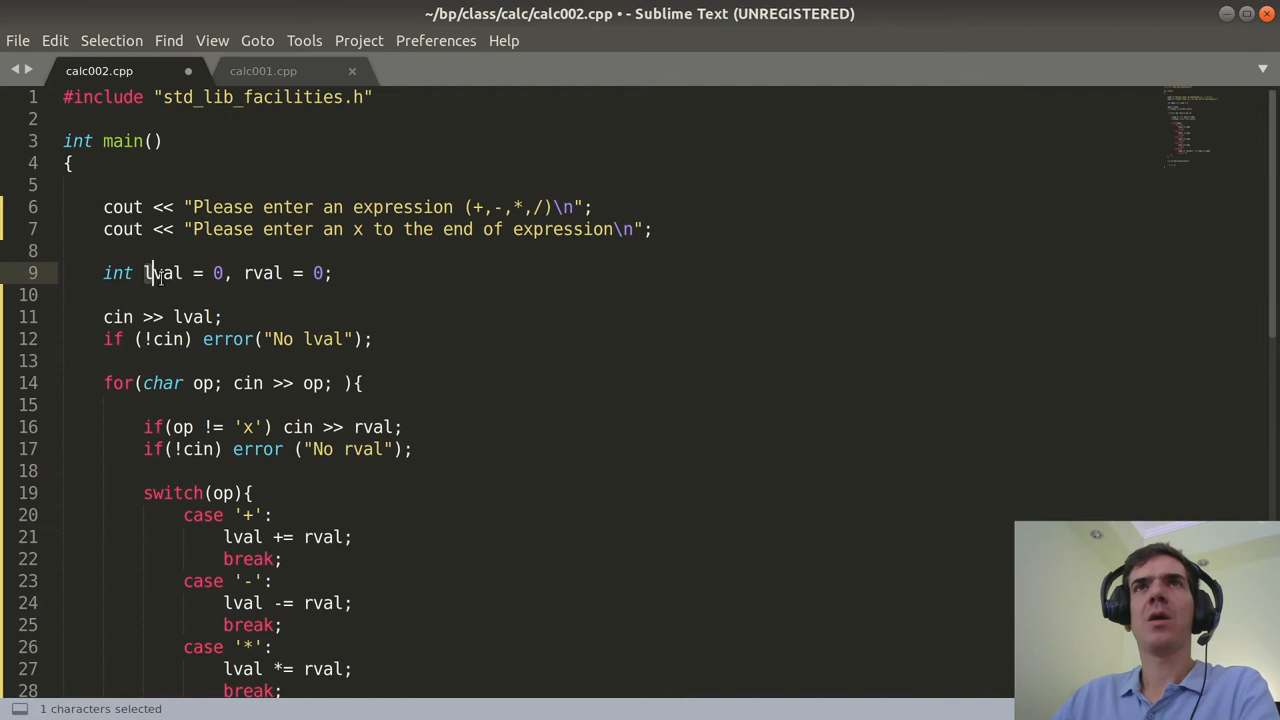 ~/bp/class/calc/calc002.cpp • - Sublime Text (UNREGISTERED)
File Edit Selection Find View Goto Tools Project Preferences Help
calc002.cpp calc001.cpp
1 #include "std_lib_facilities.h"
2
3 int main()
4 {
5
6 cout << "Please enter an expression (+,-,*,/)\n";
7 cout << "Please enter an x to the end of expression\n";
8
9 int lval = 0, rval = 0;
10
11 cin >> lval;
12 if (!cin) error("No lval");
13
14 for(char op; cin >> op; ){
15
16 if(op != 'x') cin >> rval;
17 if(!cin) error ("No rval");
18
19 switch(op){
20 case '+':
21 lval += rval;
22 break;
23 case '-':
24 lval -= rval;
25 break;
26 case '*':
27 lval *= rval;
28 break;
1 characters selected